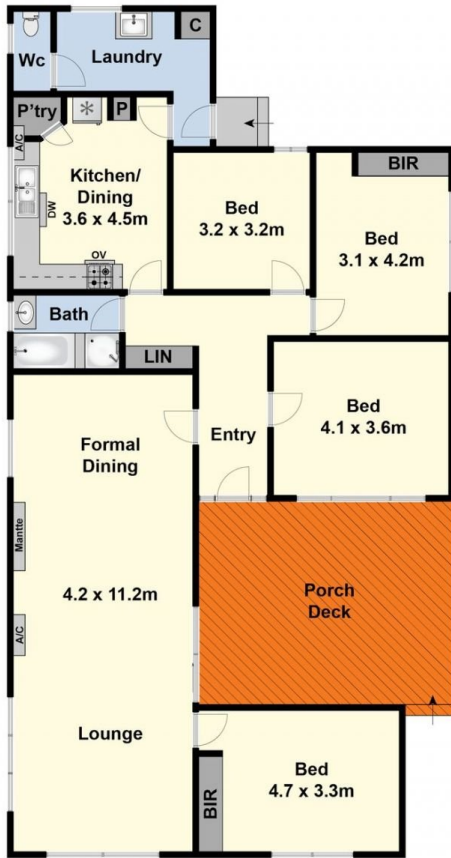 Wc
Laundry
C
P'try
P
A/C
Kitchen/
Dining
3.6 x 4.5m
DW
OV
Bed
3.2 x 3.2m
BIR
Bed
3.1 x 4.2m
Bath
LIN
Entry
Bed
4.1 x 3.6m
Formal
Dining
Mantte
4.2 x 11.2m
A/C
Lounge
Porch
Deck
BIR
Bed
4.7 x 3.3m